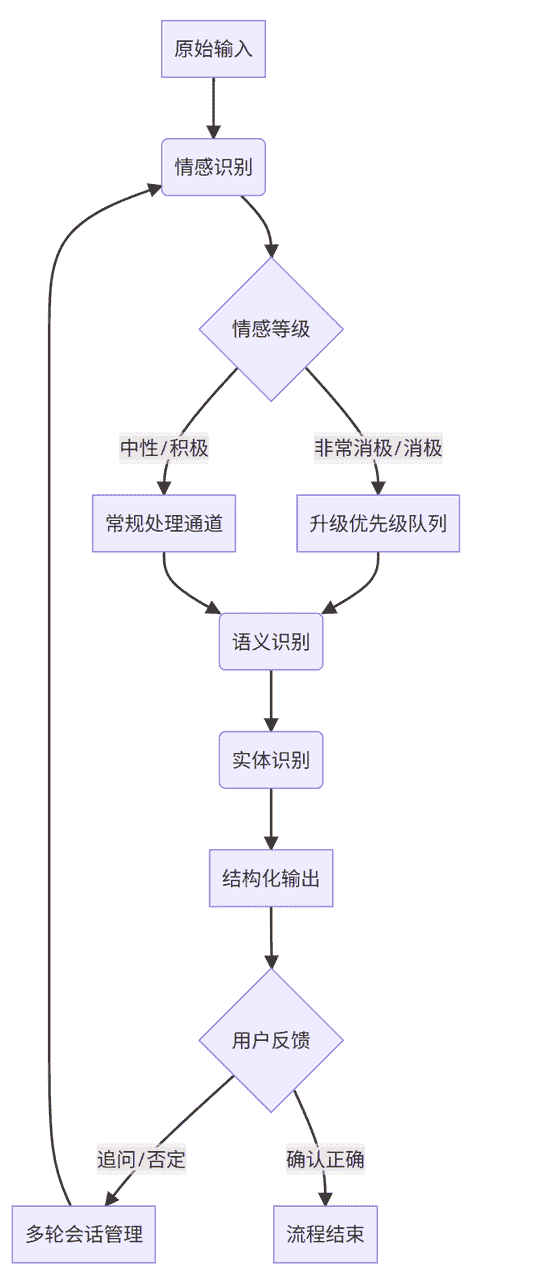 原始输入
情感识别
情感等级
中性/积极
非常消极/消极
常规处理通道
升级优先级队列
语义识别
实体识别
结构化输出
用户反馈
追问/否定
确认正确
多轮会话管理
流程结束